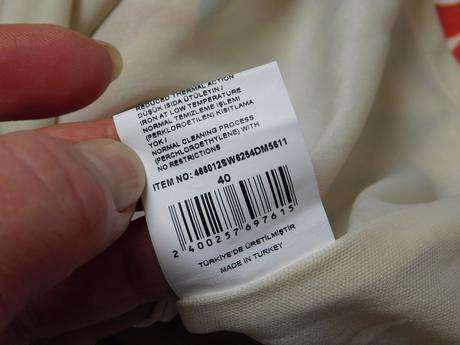 REDUCED THERMAL ACTION
DÜŞÜK ISIDA ÜTÜLEYİN /
IRON AT LOW TEMPERATURE
NORMAL TEMİZLEME İŞLEMİ
(PERKLOROETİLEN) KISITLAMA
YOK /
NORMAL CLEANING PROCESS
(PERCHLOROETHYLENE) WITH
NO RESTRICTIONS
ITEM NO: 486012SW6254DM5611
40
2 400257 697615
TÜRKİYE'DE ÜRETİLMİŞTİR
MADE IN TURKEY